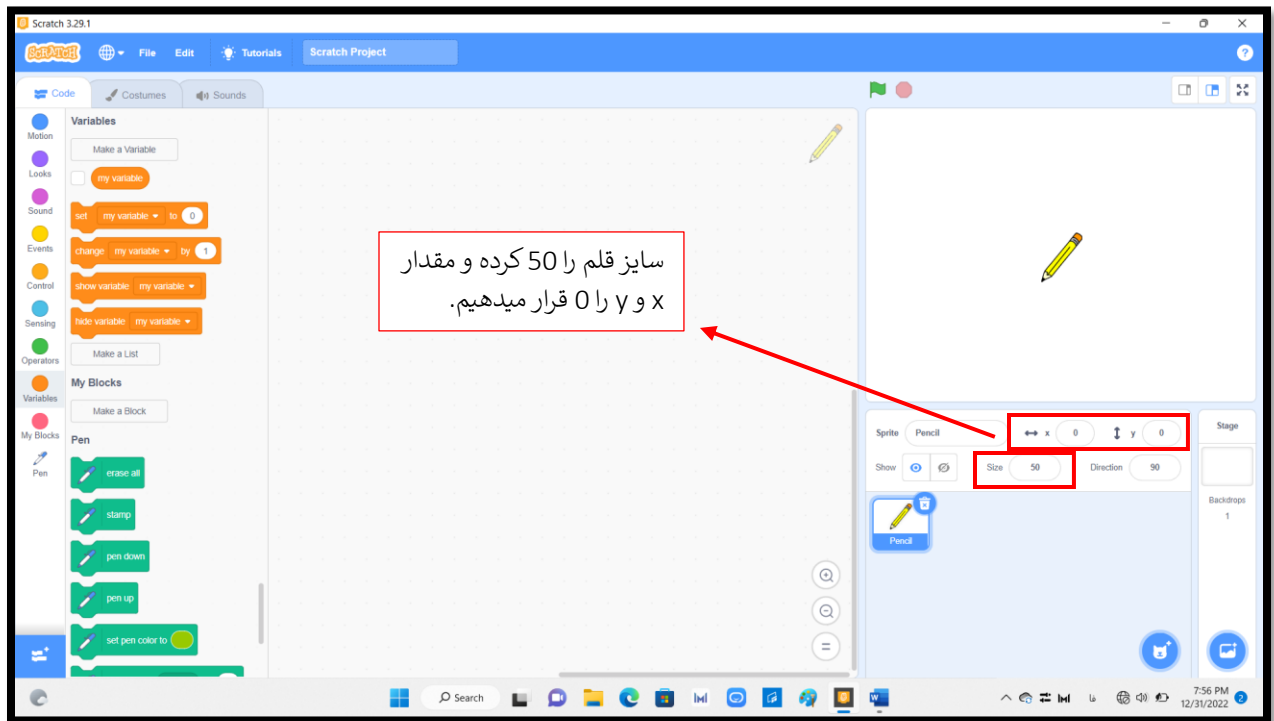 Scratch 3.29.1
SCRATCH File Edit Tutorials Scratch Project ?
Code Costumes Sounds
Motion
Looks
Sound
Events
Control
Sensing
Operators
Variables
My Blocks
Pen
Variables
Make a Variable
my variable
set my variable to 0
change my variable by 1
show variable my variable
hide variable my variable
Make a List
My Blocks
Make a Block
Pen
erase all
stamp
pen down
pen up
set pen color to
سایز قلم را 50 کرده و مقدار
x و y را 0 قرار میدهیم.
Sprite Pencil x 0 y 0
Show Size 50 Direction 90
Pencil
Stage
Backdrops
1
Search
فا
7:56 PM
12/31/2022 2